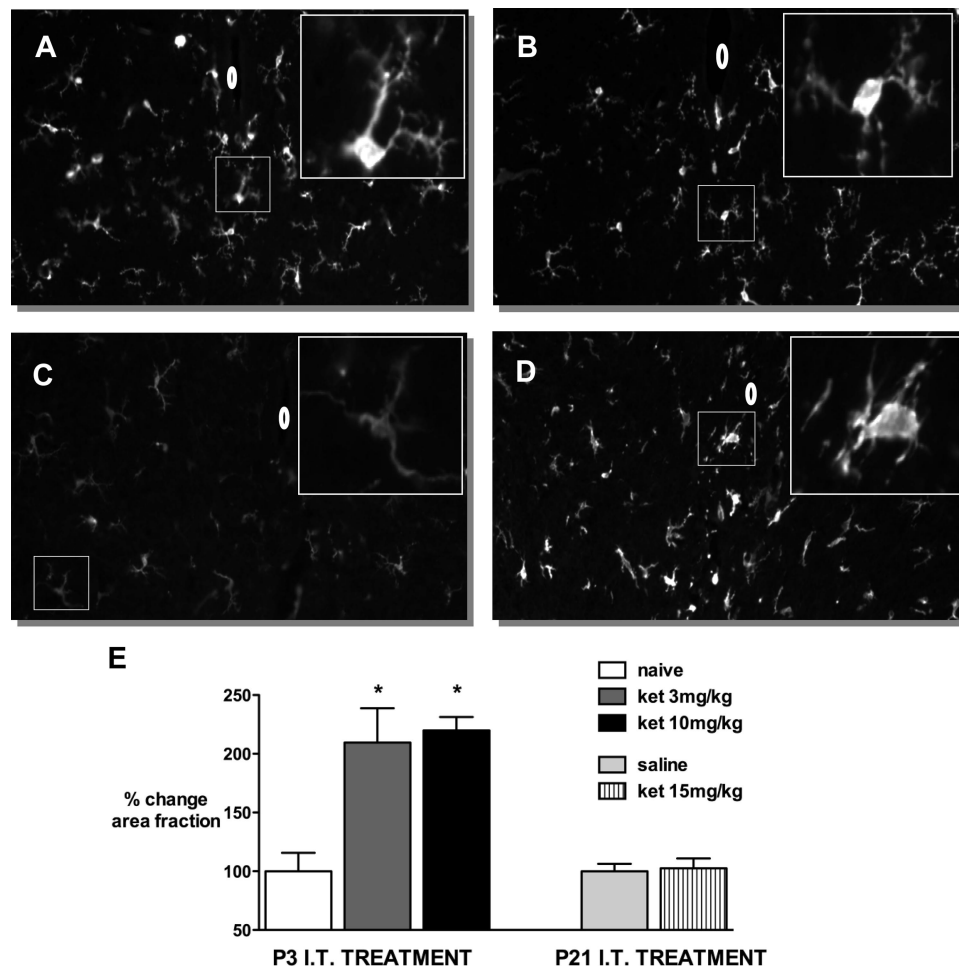 A
B
C
D
E
naive
ket 3mg/kg
ket 10mg/kg
saline
ket 15mg/kg
% change
area fraction
250
200
150
100
50
*
*
P3 I.T. TREATMENT
P21 I.T. TREATMENT